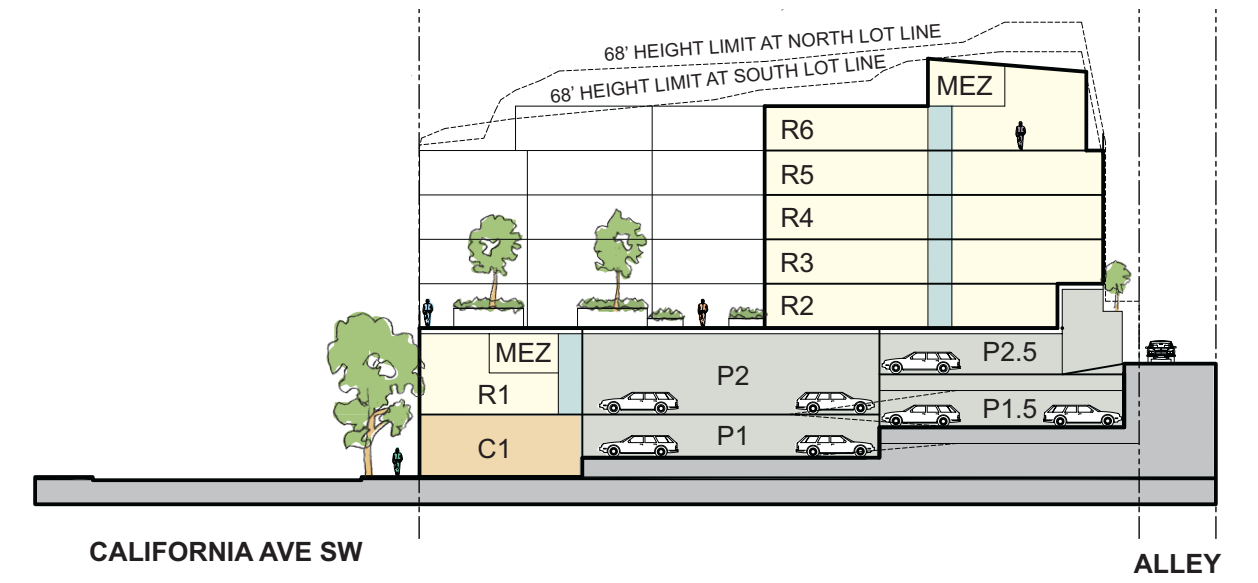 68' HEIGHT LIMIT AT NORTH LOT LINE
68' HEIGHT LIMIT AT SOUTH LOT LINE
MEZ
R6
R5
R4
R3
R2
MEZ
R1
C1
P2
P1
P2.5
P1.5
CALIFORNIA AVE SW
ALLEY